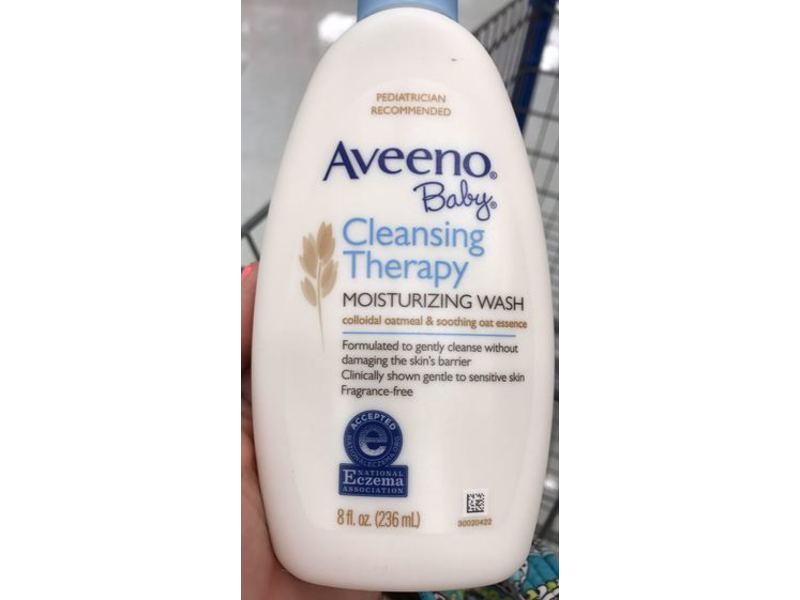 PEDIATRICIAN
RECOMMENDED
Aveeno®
Baby®
Cleansing
Therapy
MOISTURIZING WASH
colloidal oatmeal & soothing oat essence
Formulated to gently cleanse without
damaging the skin's barrier
Clinically shown gentle to sensitive skin
Fragrance-free
ACCEPTED
e
NATIONALECZEMA.ORG
NATIONAL
Eczema
ASSOCIATION
8 fl. oz. (236 mL)
30020422